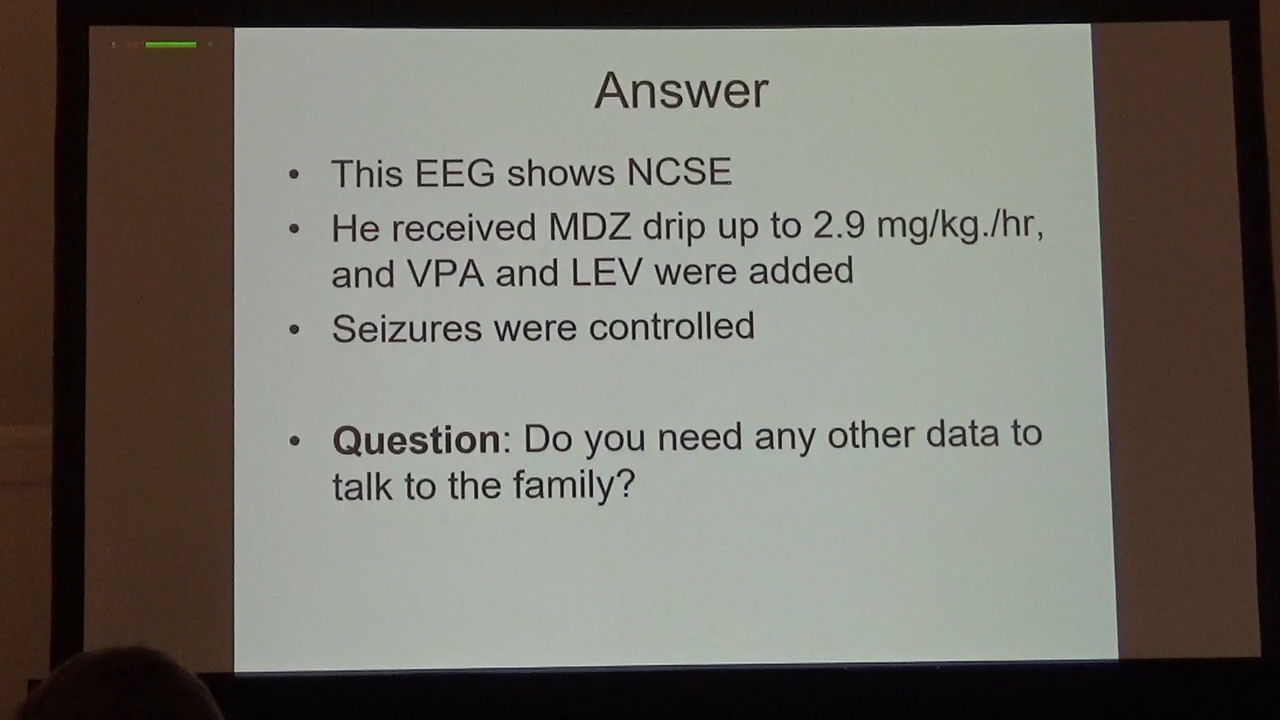 Answer
• This EEG shows NCSE
• He received MDZ drip up to 2.9 mg/kg./hr,
and VPA and LEV were added
• Seizures were controlled
• Question: Do you need any other data to
talk to the family?